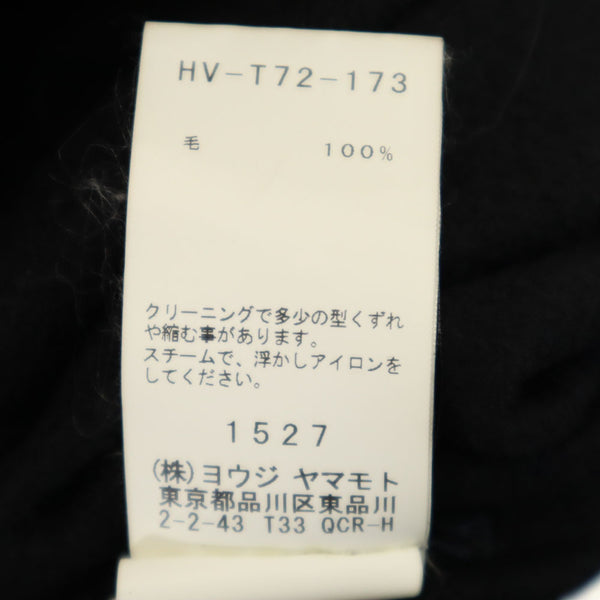 HV-T72-173
毛 100%
クリーニングで多少の型くずれ
や縮む事があります。
スチームで、浮かしアイロンを
してください。
1527
(株)ヨウジ ヤマモト
東京都品川区東品川
2-2-43 T33 QCR-H